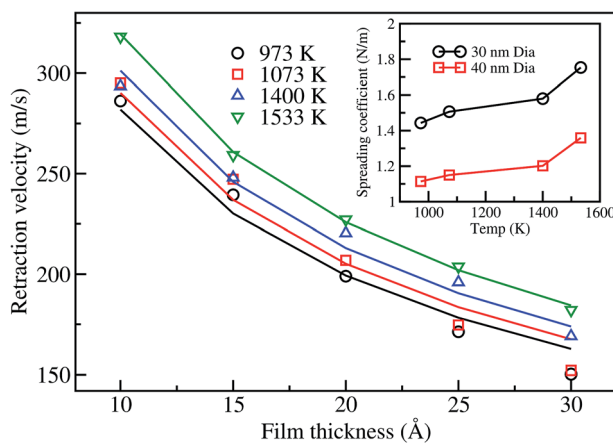 Retraction velocity (m/s)
300
250
200
150
10
15
20
25
30
Film thickness (Å)
973 K
1073 K
1400 K
1533 K
Spreading coefficient (N/m)
2
1.8
1.6
1.4
1.2
1
1000
1200
1400
1600
Temp (K)
30 nm Dia
40 nm Dia